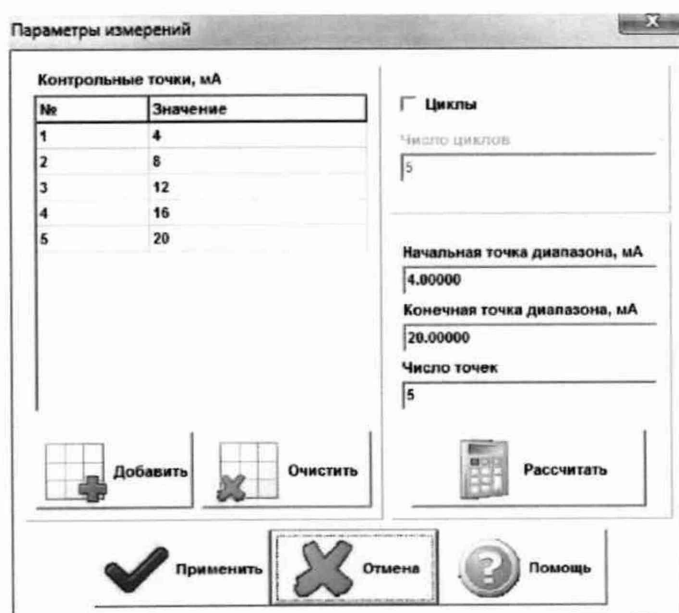 Параметры измерений
Контрольные точки, мА
№ Значение
1 4
2 8
3 12
4 16
5 20
Добавить
Очистить
Циклы
Число циклов
5
Начальная точка диапазона, мА
4.00000
Конечная точка диапазона, мА
20.00000
Число точек
5
Рассчитать
Применить
Отмена
Помощь